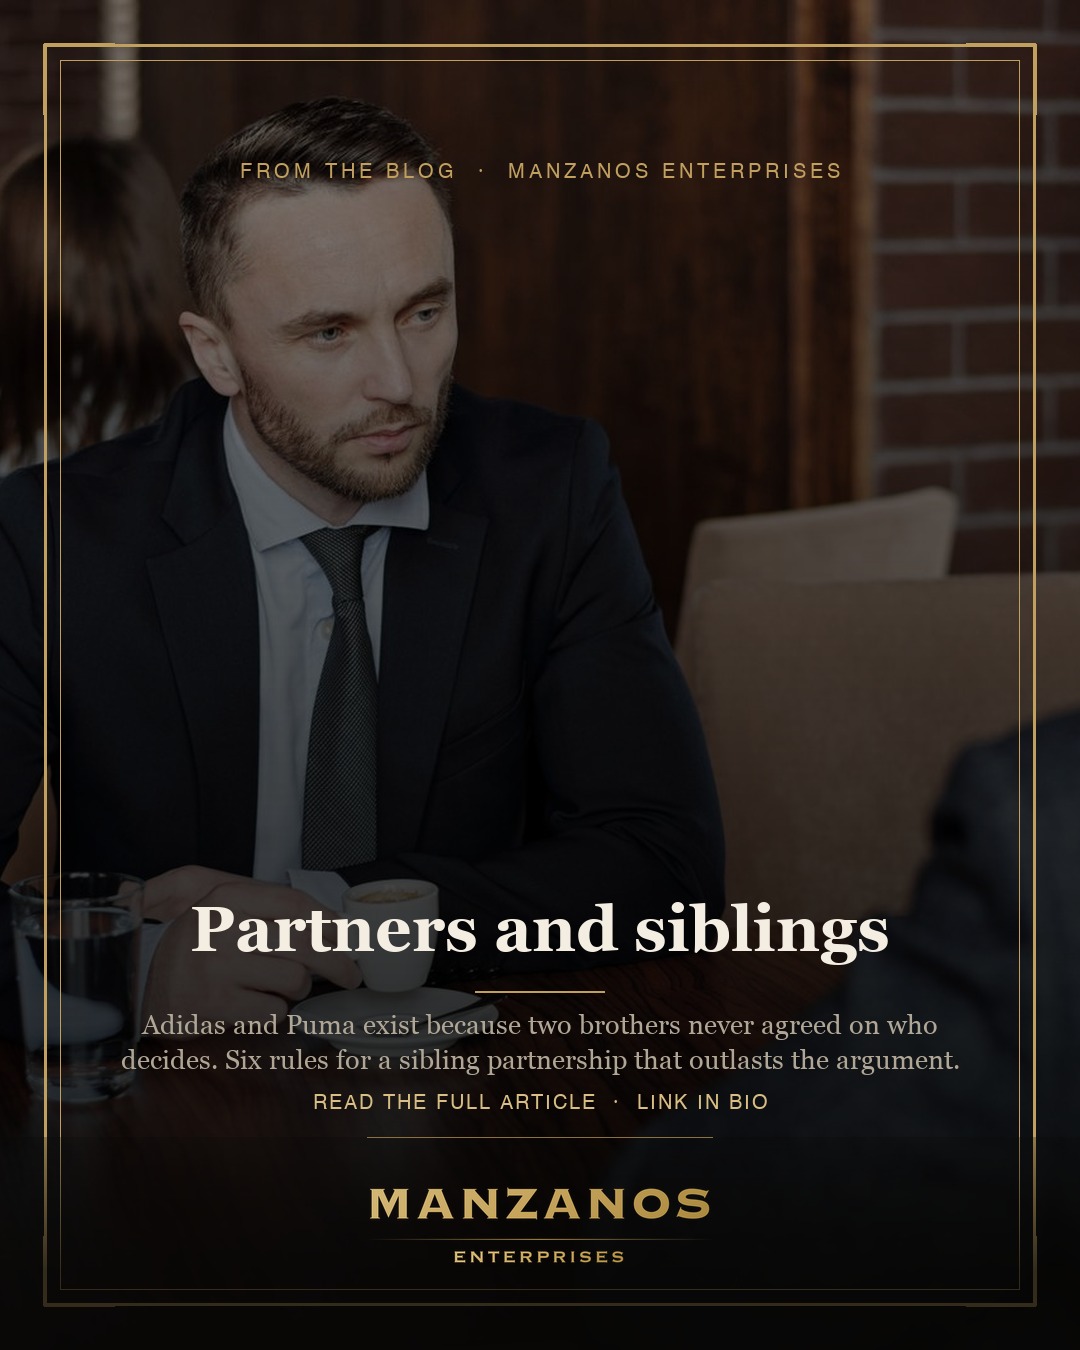 FROM THE BLOG · MANZANOS ENTERPRISES
Partners and siblings
Adidas and Puma exist because two brothers never agreed on who
decides. Six rules for a sibling partnership that outlasts the argument.
READ THE FULL ARTICLE · LINK IN BIO
MANZANOS
ENTERPRISES